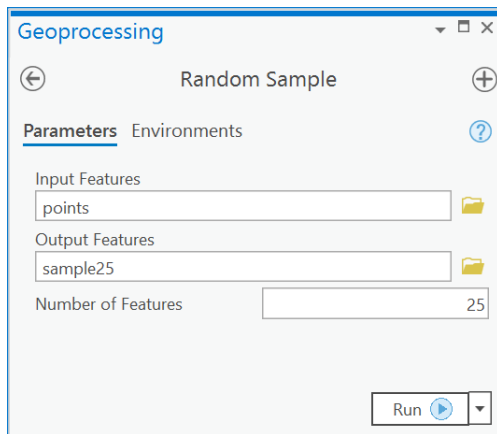 Geoprocessing
Random Sample
Parameters Environments
Input Features
points
Output Features
sample25
Number of Features 25
Run